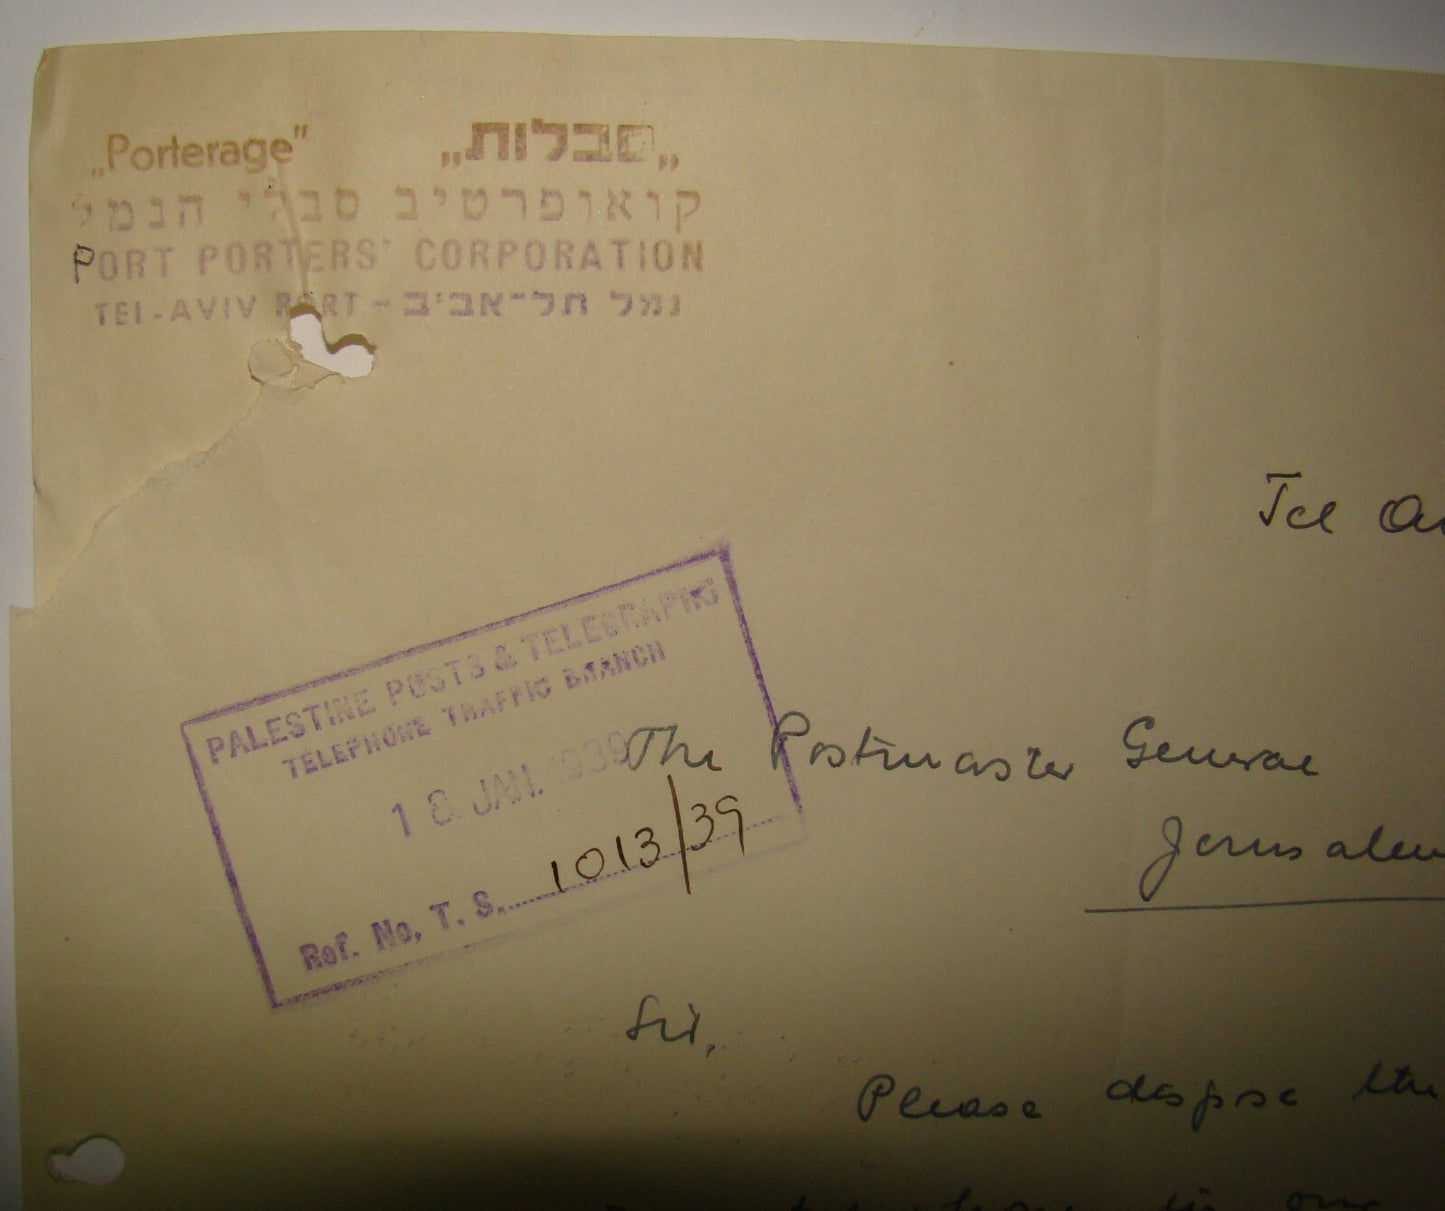 „Porterage" „סבלות„
קואופרטיב סבלי הנמל
PORT PORTERS' CORPORATION
TEL-AVIV PORT - נמל תל-אביב
Tel
PALESTINE POSTS & TELEGRAPHS
TELEPHONE TRAFFIC BRANCH
18 JAN. 1939
Ref. No. T. S. 1013/39
The Postmaster General
Jerusalem
Sir,
Please dispose